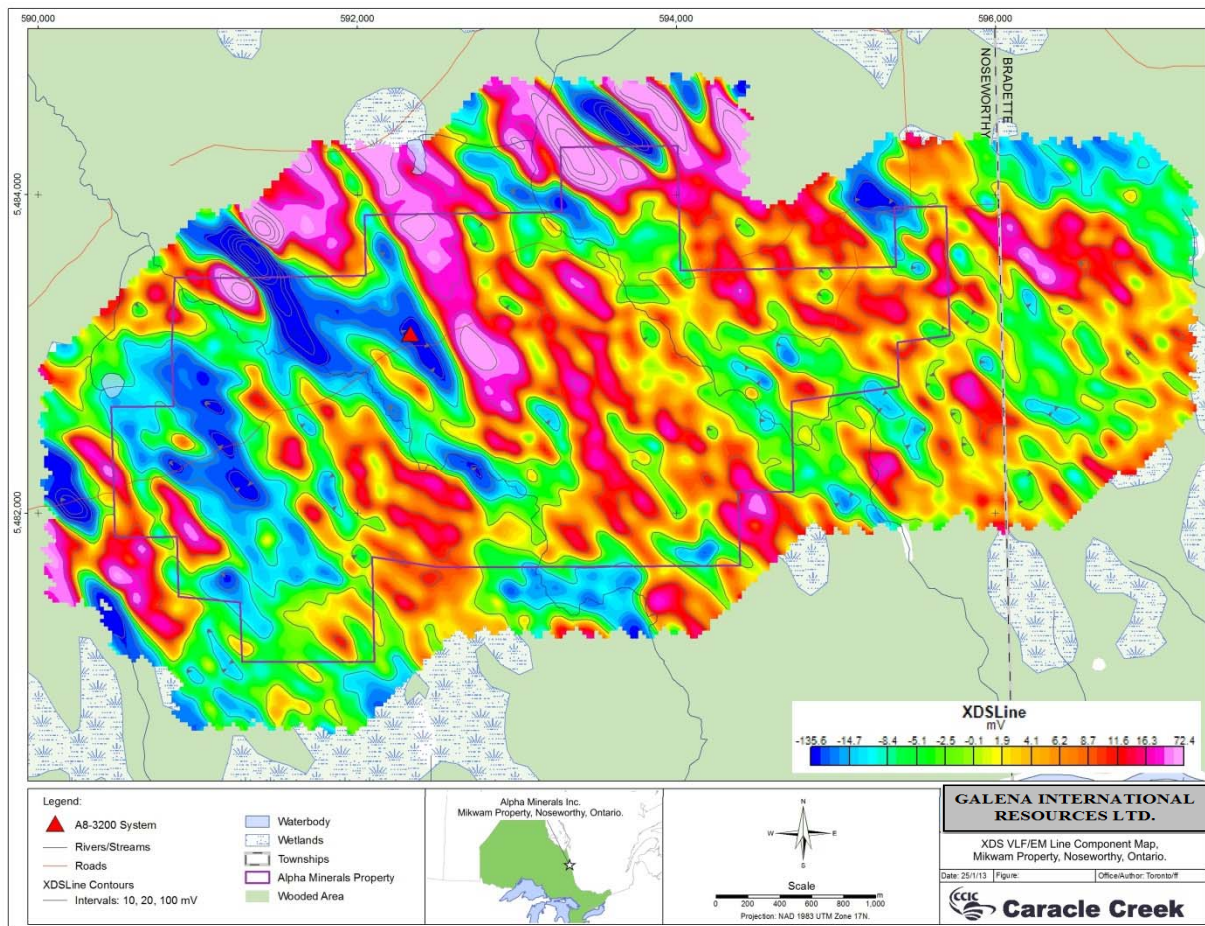 590,000
592,000
594,000
596,000
5,484,000
5,482,000
BRADETTE
NOSEWORTHY
XDSLine
mV
-135.6 -14.7 -8.4 -5.1 -2.5 -0.1 1.9 4.1 6.2 8.7 11.6 16.3 72.4
Legend:
A8-3200 System
Rivers/Streams
Roads
XDSLine Contours
Intervals: 10, 20, 100 mV
Waterbody
Wetlands
Townships
Alpha Minerals Property
Wooded Area
Alpha Minerals Inc.
Mikwam Property, Noseworthy, Ontario.
N
W E
S
Scale
0 200 400 600 800 1,000 m
Projection: NAD 1983 UTM Zone 17N.
GALENA INTERNATIONAL
RESOURCES LTD.
XDS VLF/EM Line Component Map,
Mikwam Property, Noseworthy, Ontario.
Date: 25/1/13 Figure: Office/Author: Toronto/ff
CCIC Caracle Creek